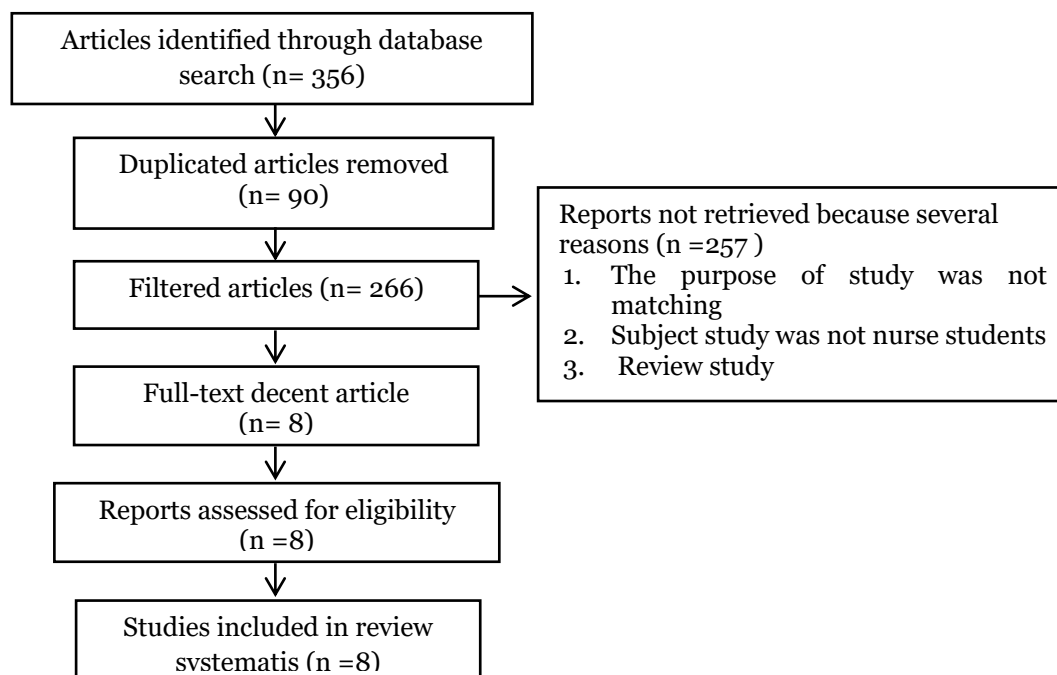 Articles identified through database
search (n= 356)
Duplicated articles removed
(n= 90)
Filtered articles (n= 266)
Reports not retrieved because several
reasons (n =257 )
1. The purpose of study was not
matching
2. Subject study was not nurse students
3. Review study
Full-text decent article
(n= 8)
Reports assessed for eligibility
(n =8)
Studies included in review
systematis (n =8)